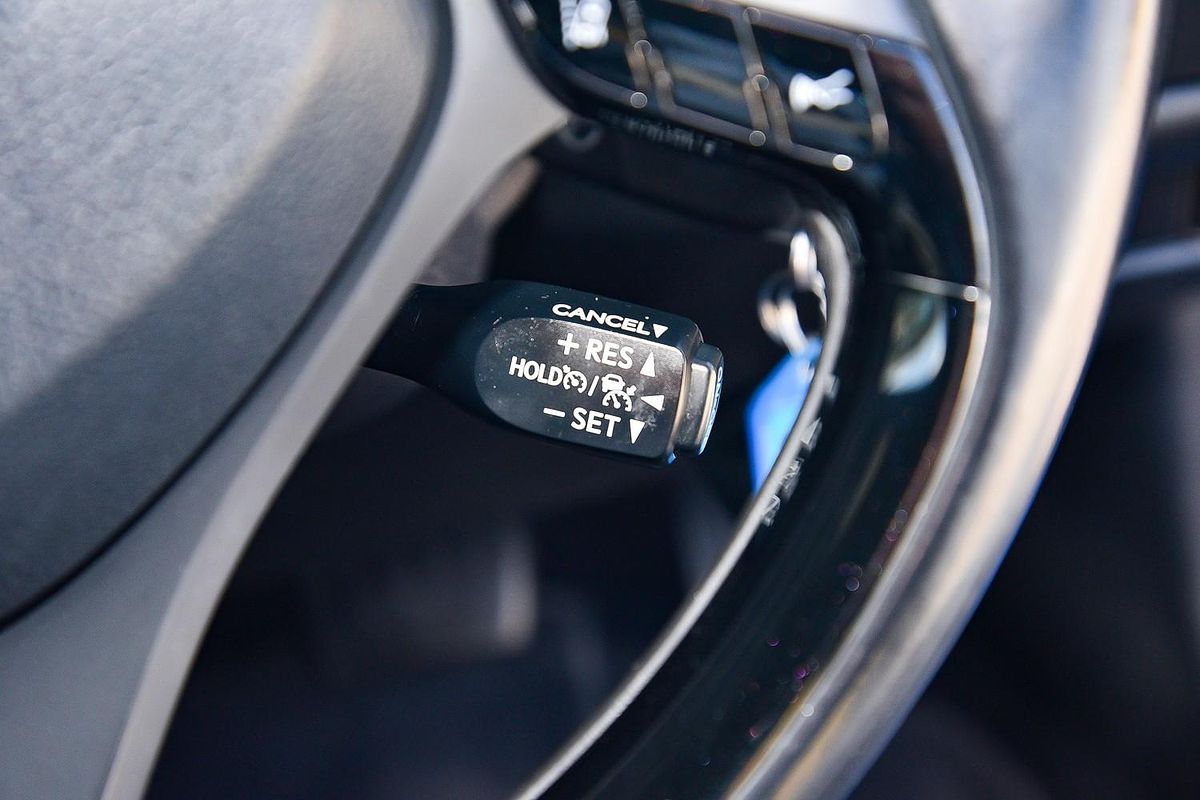 CANCEL▼
+ RES ▲
HOLD / ◀
− SET ▼